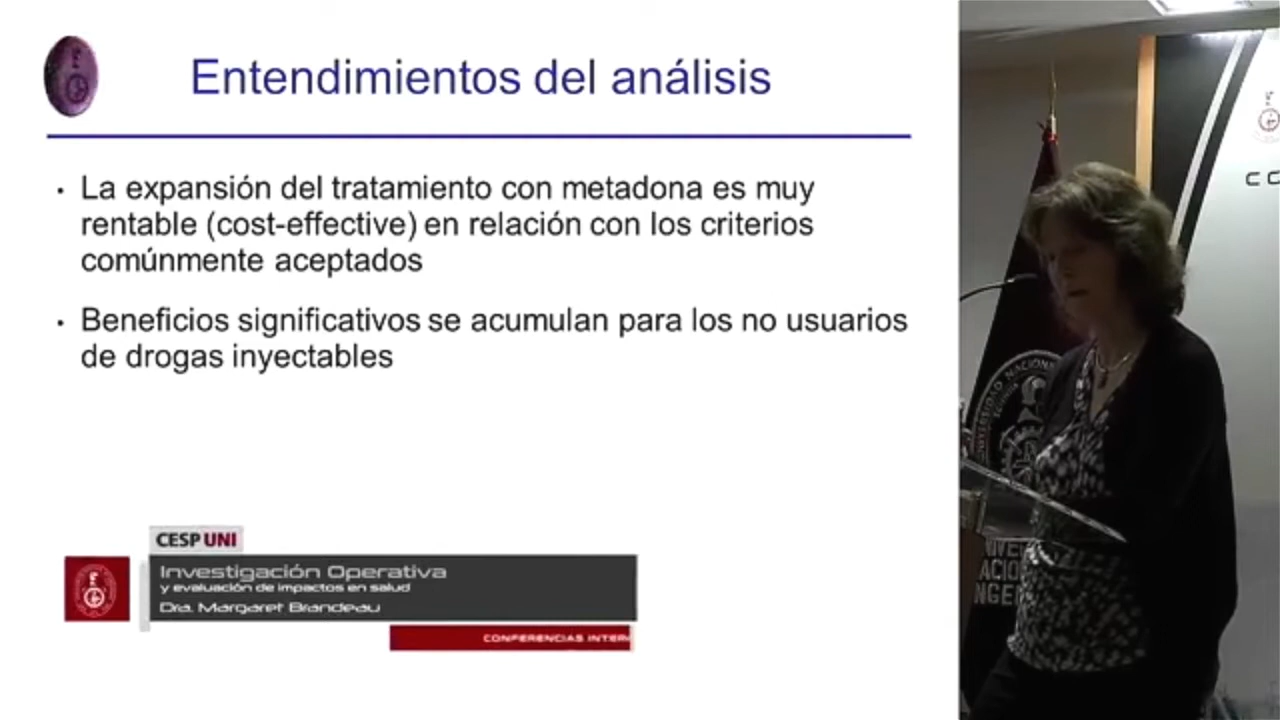 Entendimientos del análisis
• La expansión del tratamiento con metadona es muy
rentable (cost-effective) en relación con los criterios
comúnmente aceptados
• Beneficios significativos se acumulan para los no usuarios
de drogas inyectables
CESPUNI
Investigación Operativa
y evaluación de impactos en salud
Dra. Margaret Brandeau
CONFERENCIAS INTER